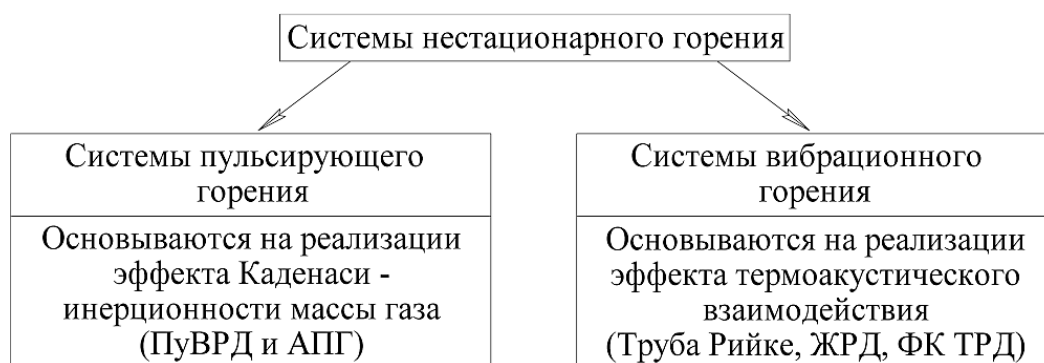 Системы нестационарного горения
Системы пульсирующего
горения
Основываются на реализации
эффекта Каденаси -
инерционности массы газа
(ПуВРД и АПГ)
Системы вибрационного
горения
Основываются на реализации
эффекта термоакустического
взаимодействия
(Труба Рийке, ЖРД, ФК ТРД)